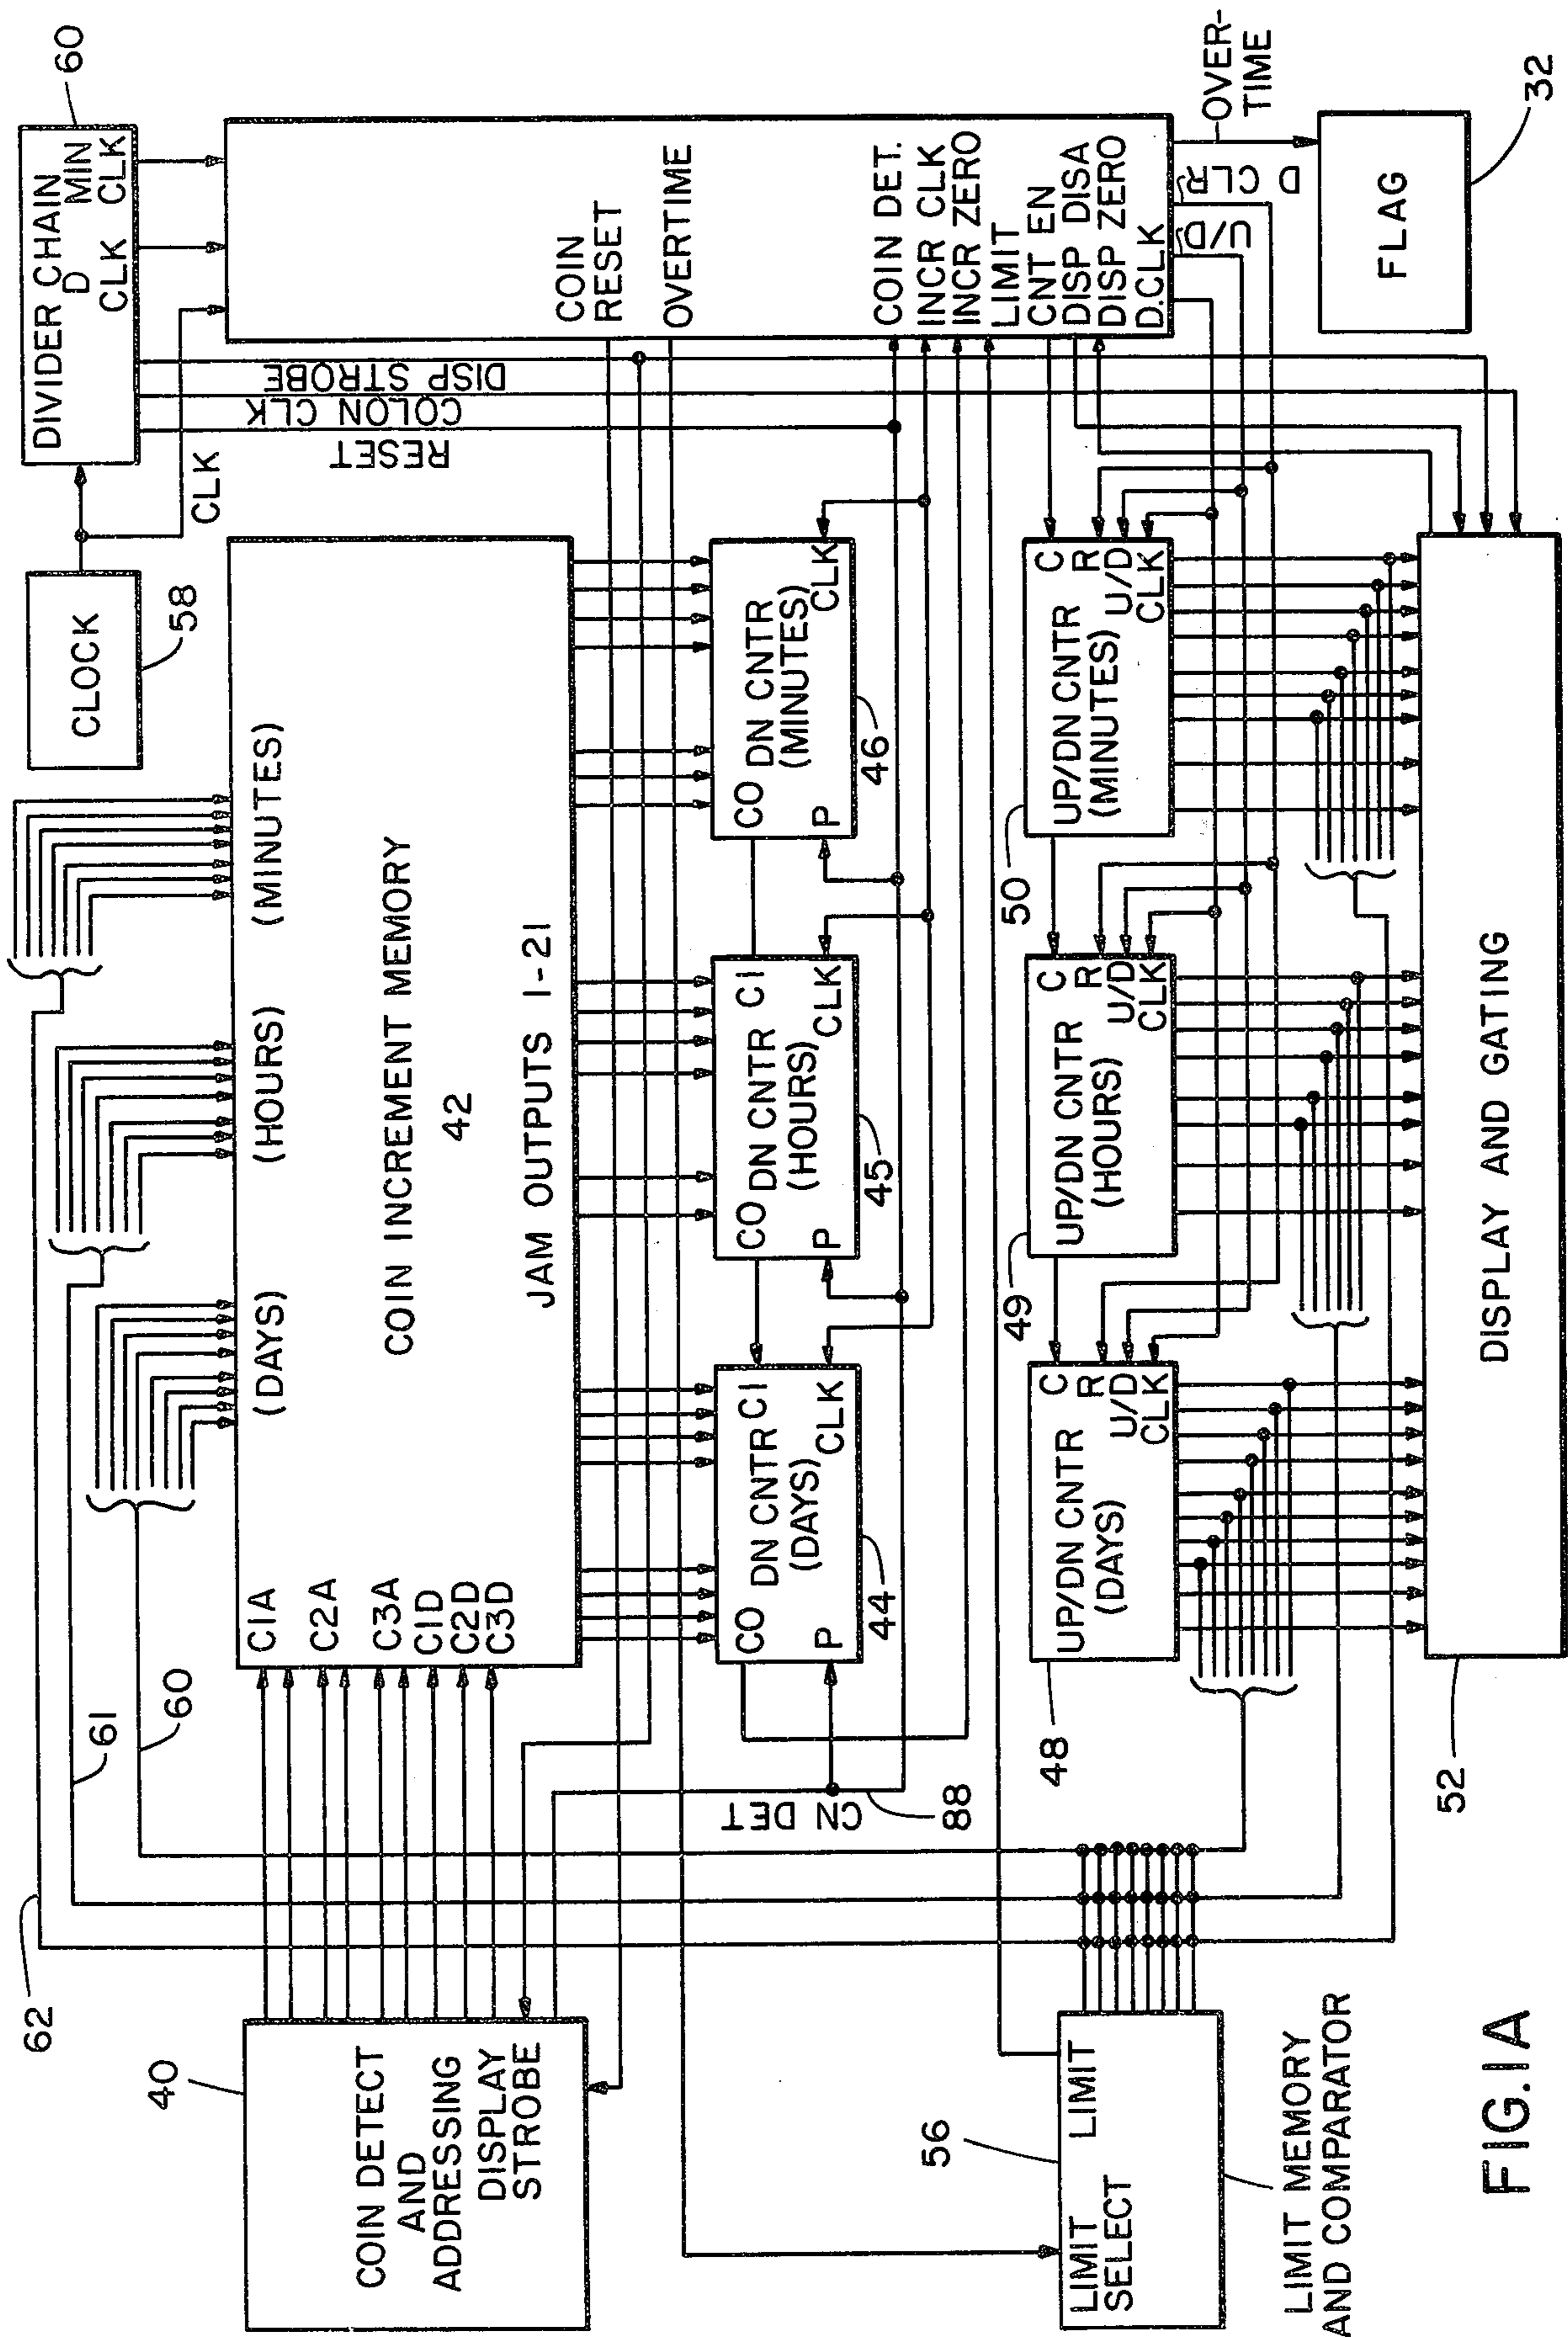 60
DIVIDER CHAIN
D MIN
CLK CLK
CLOCK
58
CLK
RESET
COLON CLK
DISP STROBE
62
61
60
(DAYS)
(HOURS)
(MINUTES)
40
COIN DETECT
AND
ADDRESSING
DISPLAY
STROBE
C1A
C2A
C3A
C1D
C2D
C3D
COIN INCREMENT MEMORY
42
JAM OUTPUTS 1-21
COIN
RESET
OVERTIME
COIN DET.
INCR CLK
INCR ZERO
LIMIT
CNT EN
DISP DISA
DISP ZERO
D.CLK
CO DN CNTR CI
(DAYS) CLK
P
44
CO DN CNTR CI
(HOURS) CLK
P
45
CO DN CNTR
(MINUTES) CLK
P
46
CN DET
88
UP/DN CNTR
(DAYS)
C
R
U/D
CLK
48
UP/DN CNTR
(HOURS)
C
R
U/D
CLK
49
UP/DN CNTR
(MINUTES)
C
R
U/D
CLK
50
U/D
D CLR
OVER-
TIME
FLAG
32
56
LIMIT
SELECT
LIMIT
LIMIT MEMORY
AND COMPARATOR
DISPLAY AND GATING
52
FIG.1A